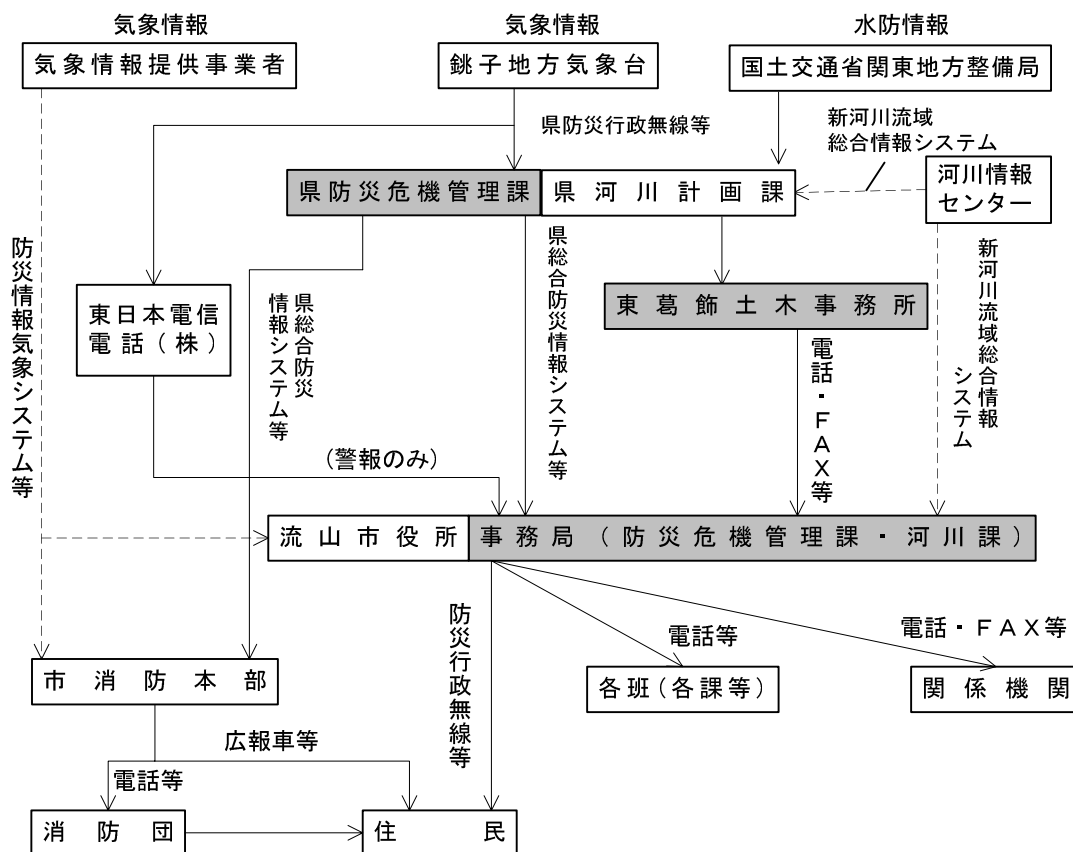 気象情報
気象情報
水防情報
気象情報提供事業者
銚子地方気象台
国土交通省関東地方整備局
県防災行政無線等
新河川流域
総合情報システム
県防災危機管理課
県河川計画課
河川情報
センター
防災情報気象システム等
東日本電信
電話(株)
県総合防災
情報システム等
県総合防災情報システム等
東葛飾土木事務所
電話・FAX等
新河川流域総合情報
システム
(警報のみ)
流山市役所
事務局(防災危機管理課・河川課)
防災行政無線等
電話等
電話・FAX等
市消防本部
各班(各課等)
関係機関
広報車等
電話等
消防団
住民